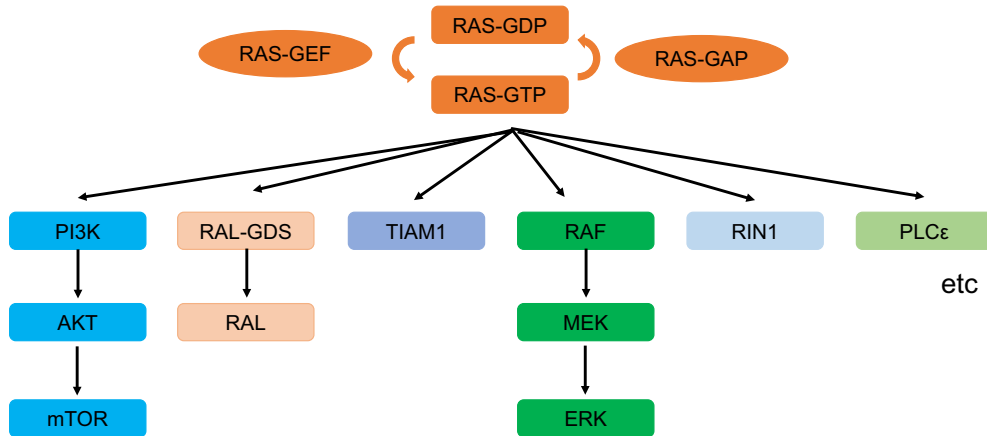 RAS-GDP
RAS-GEF
RAS-GAP
RAS-GTP
PI3K
RAL-GDS
TIAM1
RAF
RIN1
PLCε
etc
AKT
RAL
MEK
mTOR
ERK